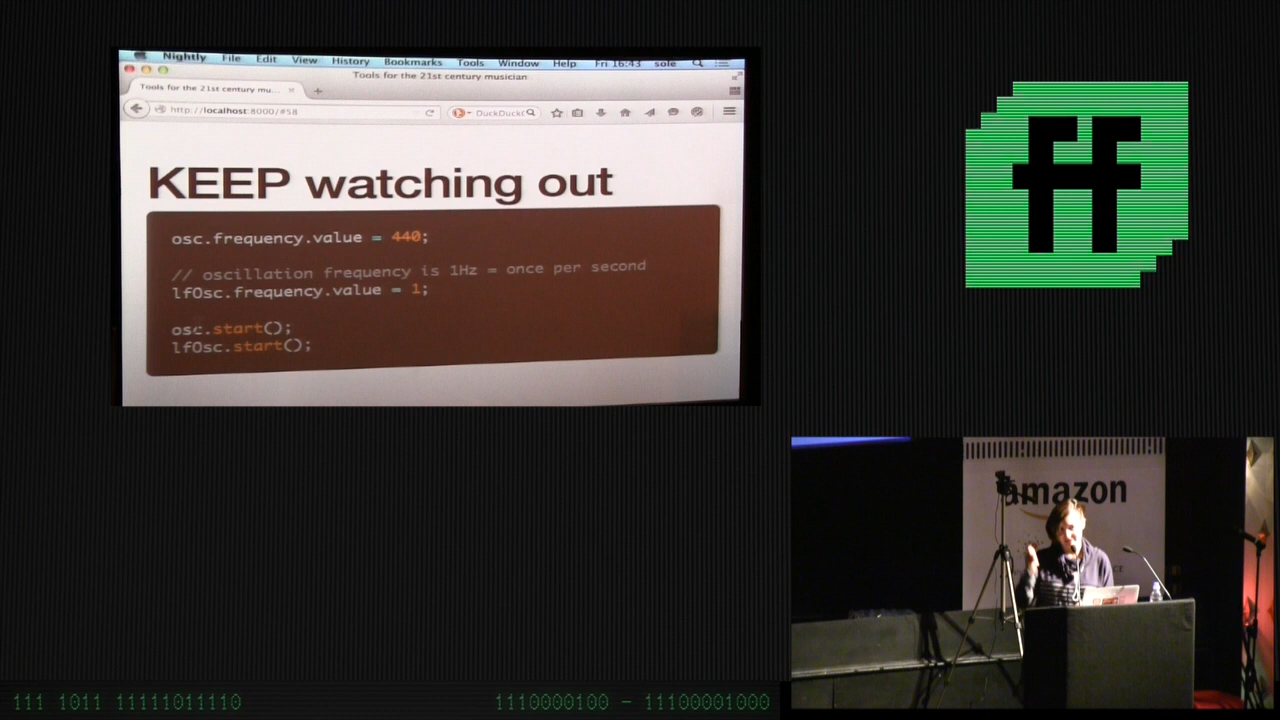 Nightly File Edit View History Bookmarks Tools Window Help Fri 16:43 sole
Tools for the 21st century musician
Tools for the 21st century mu...
http://localhost:8000/#58
DuckDuck
KEEP watching out
osc.frequency.value = 440;
// oscillation frequency is 1Hz = once per second
lfOsc.frequency.value = 1;
osc.start();
lfOsc.start();
ff
amazon
111 1011 11111011110
1110000100 - 11100001000